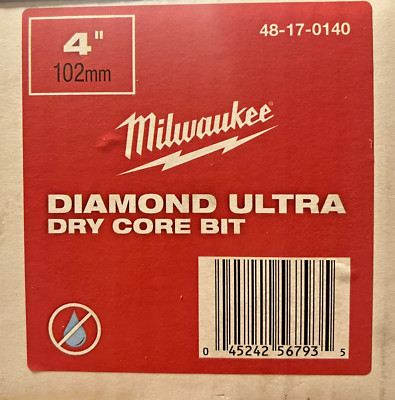 4"
102mm
48-17-0140
Milwaukee
DIAMOND ULTRA
DRY CORE BIT
0 45242 56793 5